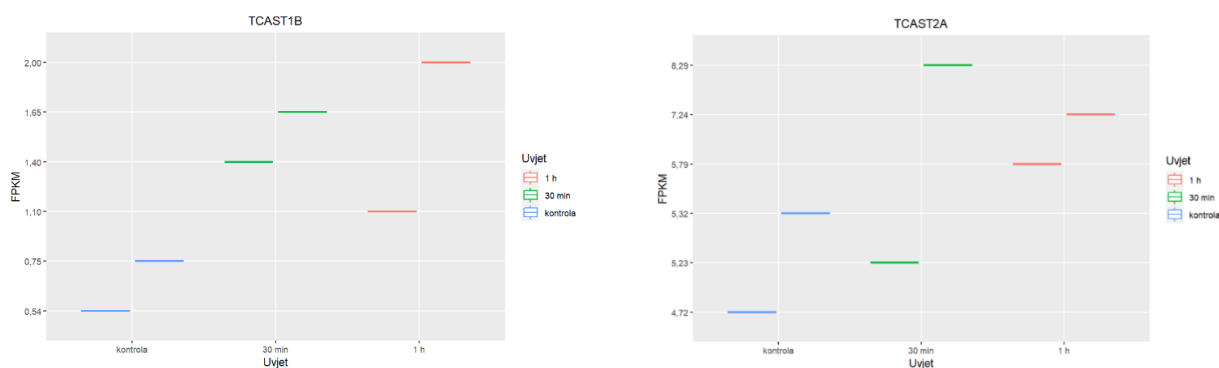 TCAST1B
FPKM
2,00
1,65
1,40
1,10
0,75
0,54
kontrola
30 min
1 h
Uvjet
Uvjet
1 h
30 min
kontrola
TCAST2A
FPKM
8,29
7,24
5,79
5,32
5,23
4,72
kontrola
30 min
1 h
Uvjet
Uvjet
1 h
30 min
kontrola